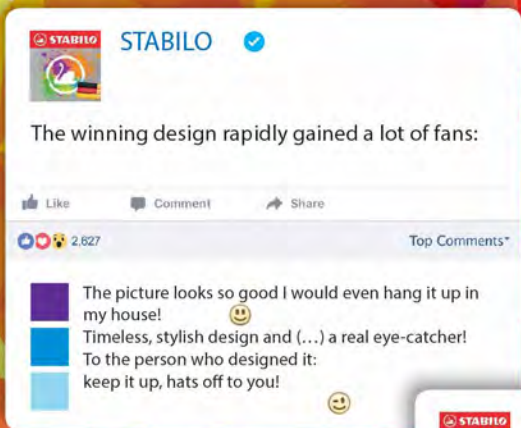 STABILO
STABILO
The winning design rapidly gained a lot of fans:
Like Comment Share
2,627 Top Comments
The picture looks so good I would even hang it up in
my house!
Timeless, stylish design and (...) a real eye-catcher!
To the person who designed it:
keep it up, hats off to you!
STABILO